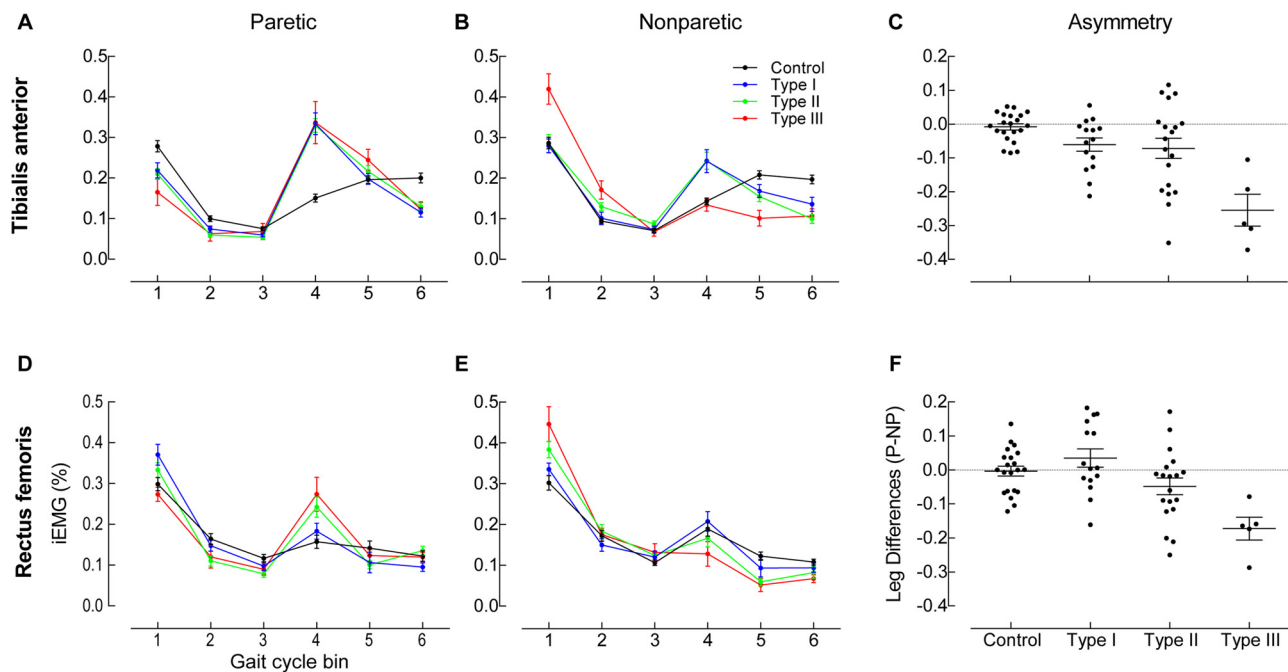 A Paretic B Nonparetic C Asymmetry
Tibialis anterior
0.5
0.4
0.3
0.2
0.1
0.0
1 2 3 4 5 6
0.5
0.4
0.3
0.2
0.1
0.0
Control
Type I
Type II
Type III
1 2 3 4 5 6
0.2
0.1
0.0
-0.1
-0.2
-0.3
-0.4
D E F
Rectus femoris
iEMG (%)
0.5
0.4
0.3
0.2
0.1
0.0
1 2 3 4 5 6
Gait cycle bin
0.5
0.4
0.3
0.2
0.1
0.0
1 2 3 4 5 6
Leg Differences (P-NP)
0.2
0.1
0.0
-0.1
-0.2
-0.3
-0.4
Control Type I Type II Type III